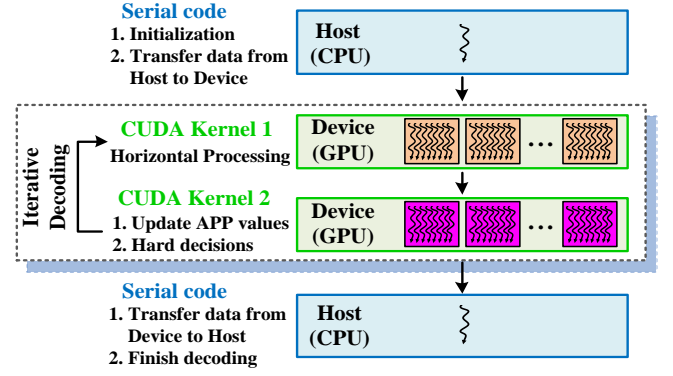 Serial code
1. Initialization
2. Transfer data from
Host to Device
Host
(CPU)
Iterative
Decoding
CUDA Kernel 1
Horizontal Processing
Device
(GPU)
...
CUDA Kernel 2
1. Update APP values
2. Hard decisions
Device
(GPU)
...
Serial code
1. Transfer data from
Device to Host
2. Finish decoding
Host
(CPU)